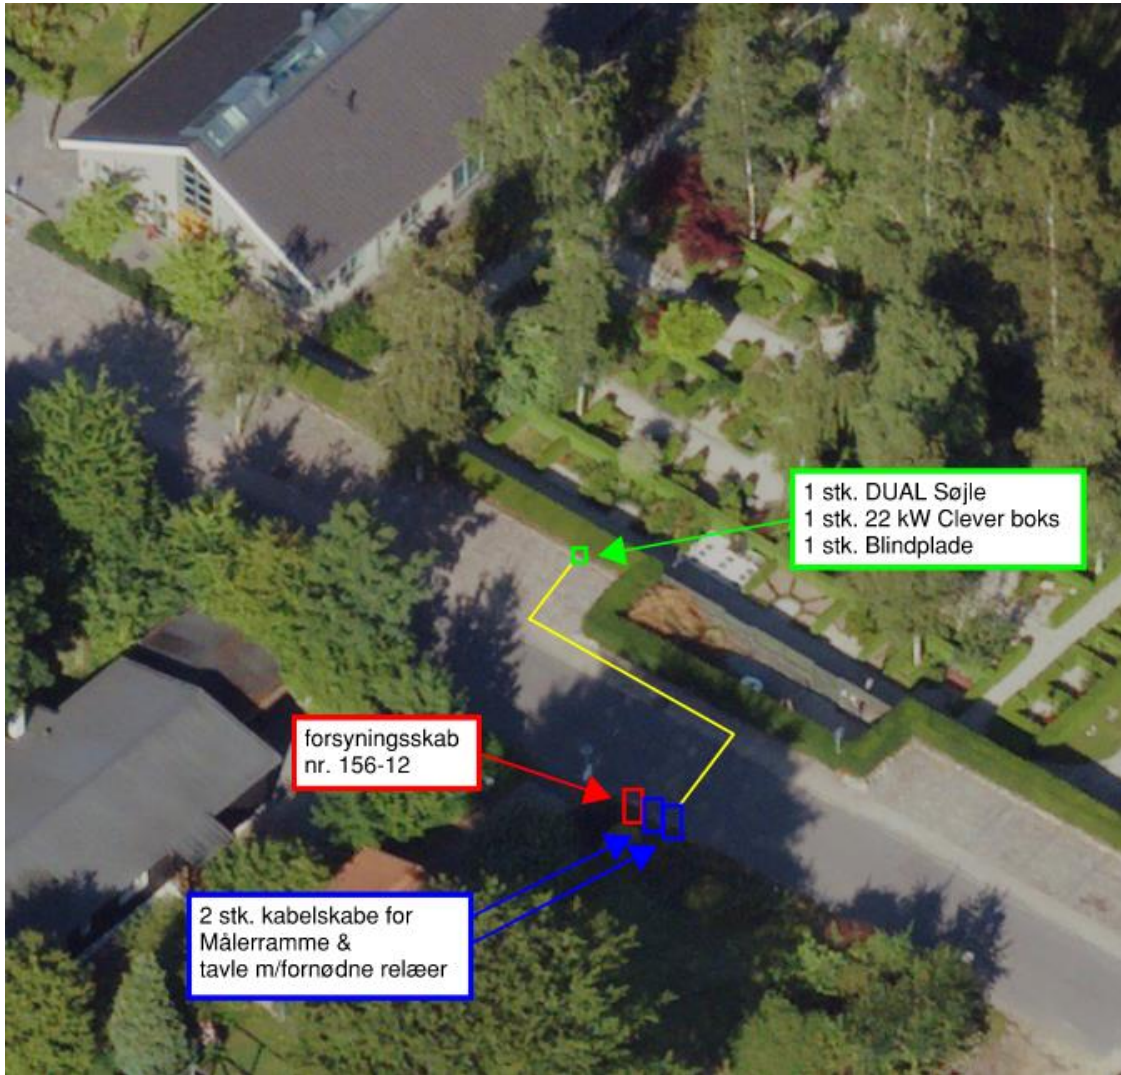 1 stk. DUAL Søjle
1 stk. 22 kW Clever boks
1 stk. Blindplade
forsyningsskab
nr. 156-12
2 stk. kabelskabe for
Målerramme &
tavle m/fornødne relæer